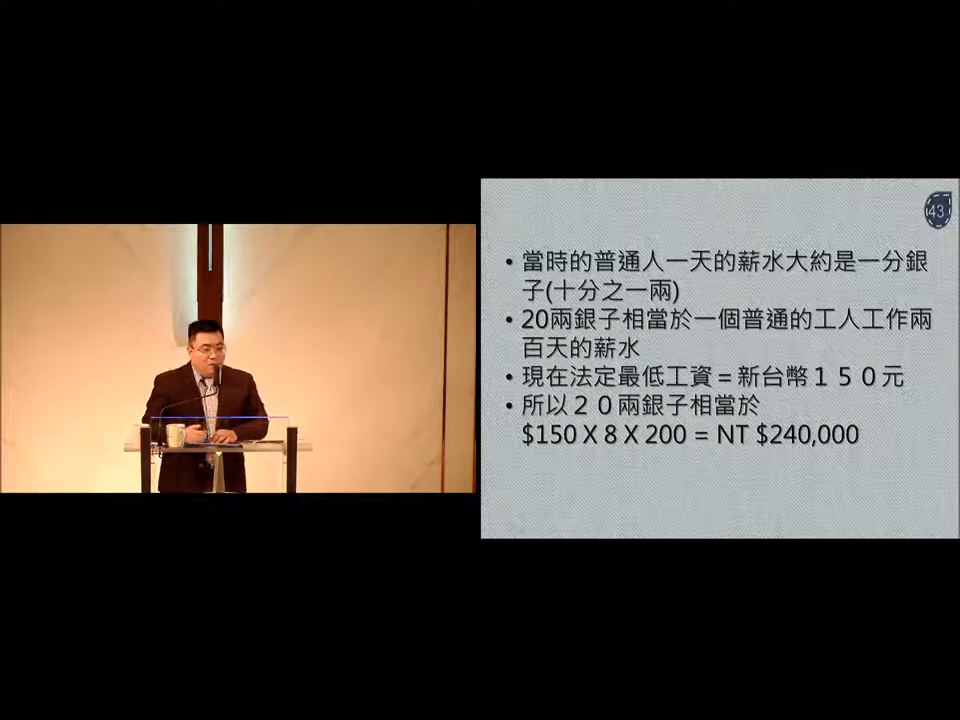 43
• 當時的普通人一天的薪水大約是一分銀
子(十分之一兩)
• 20兩銀子相當於一個普通的工人工作兩
百天的薪水
• 現在法定最低工資＝新台幣１５０元
• 所以２０兩銀子相當於
$150 X 8 X 200 = NT $240,000